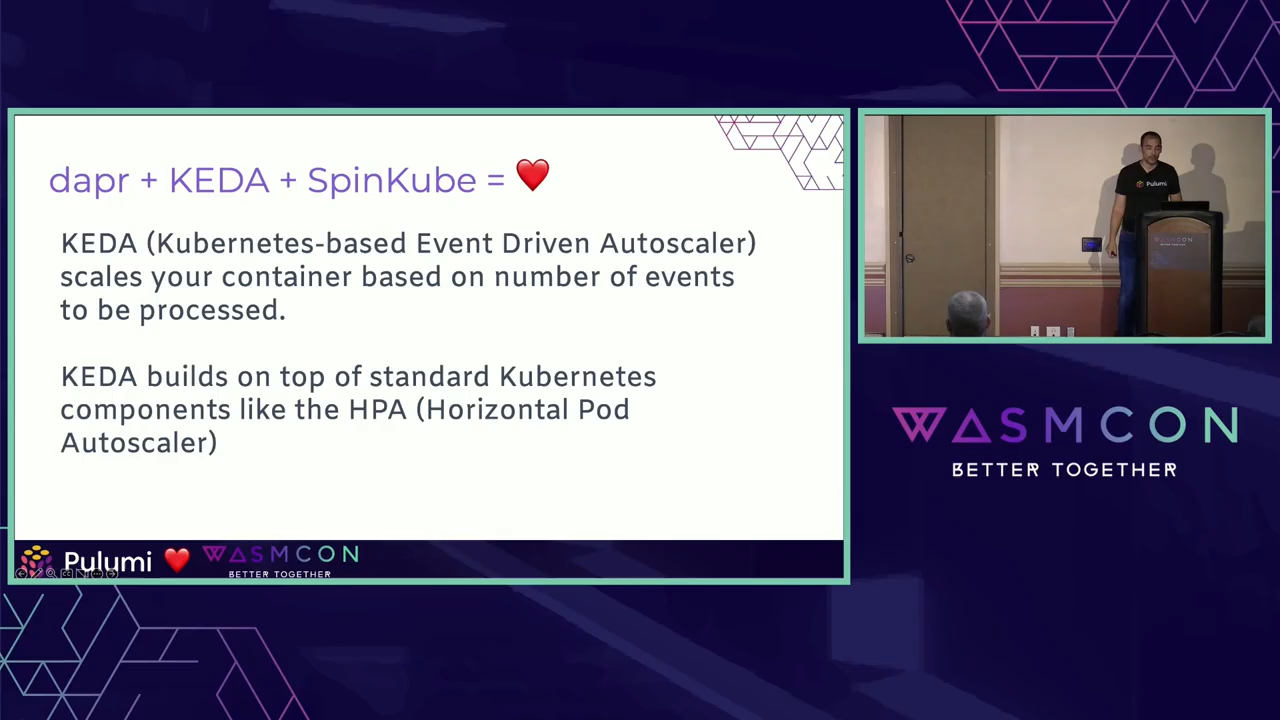 dapr + KEDA + SpinKube = ❤️
KEDA (Kubernetes-based Event Driven Autoscaler)
scales your container based on number of events
to be processed.
KEDA builds on top of standard Kubernetes
components like the HPA (Horizontal Pod
Autoscaler)
Pulumi ❤️ WASMCON
BETTER TOGETHER
Pulumi
WASMCON
WASMCON
BETTER TOGETHER